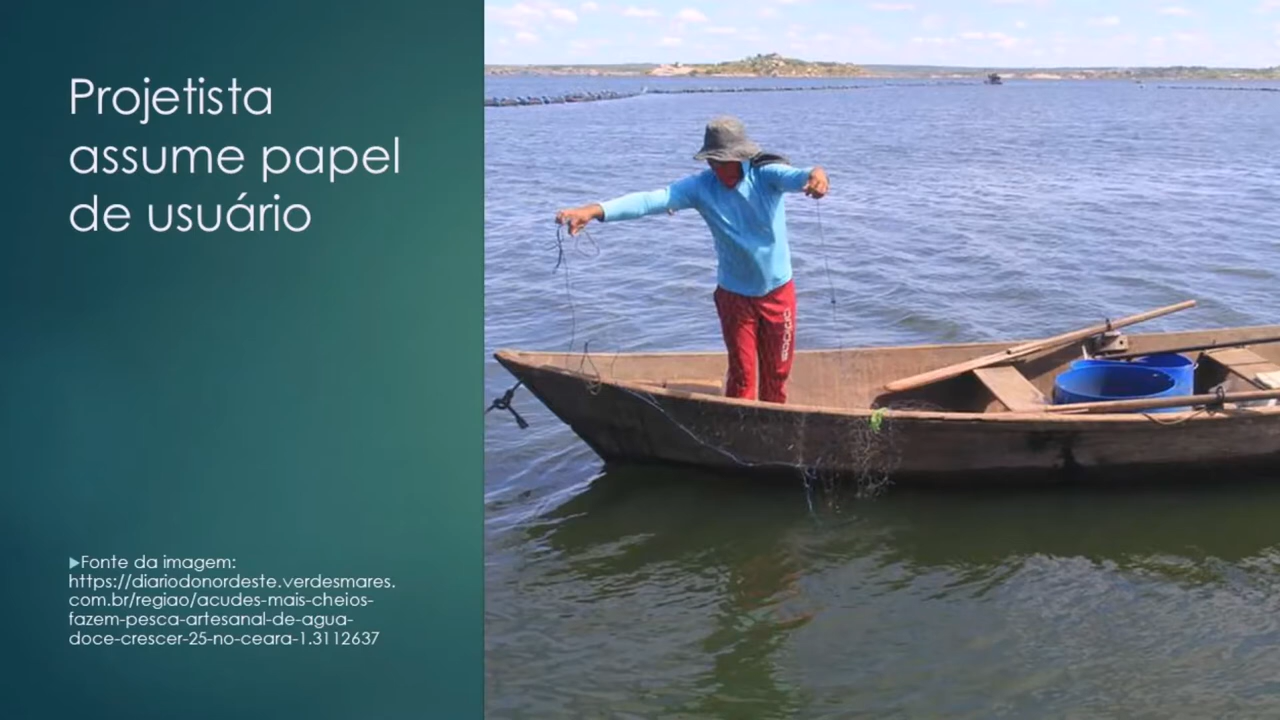 Projetista
assume papel
de usuário
▶Fonte da imagem:
https://diariodonordeste.verdesmares.
com.br/regiao/acudes-mais-cheios-
fazem-pesca-artesanal-de-agua-
doce-crescer-25-no-ceara-1.3112637